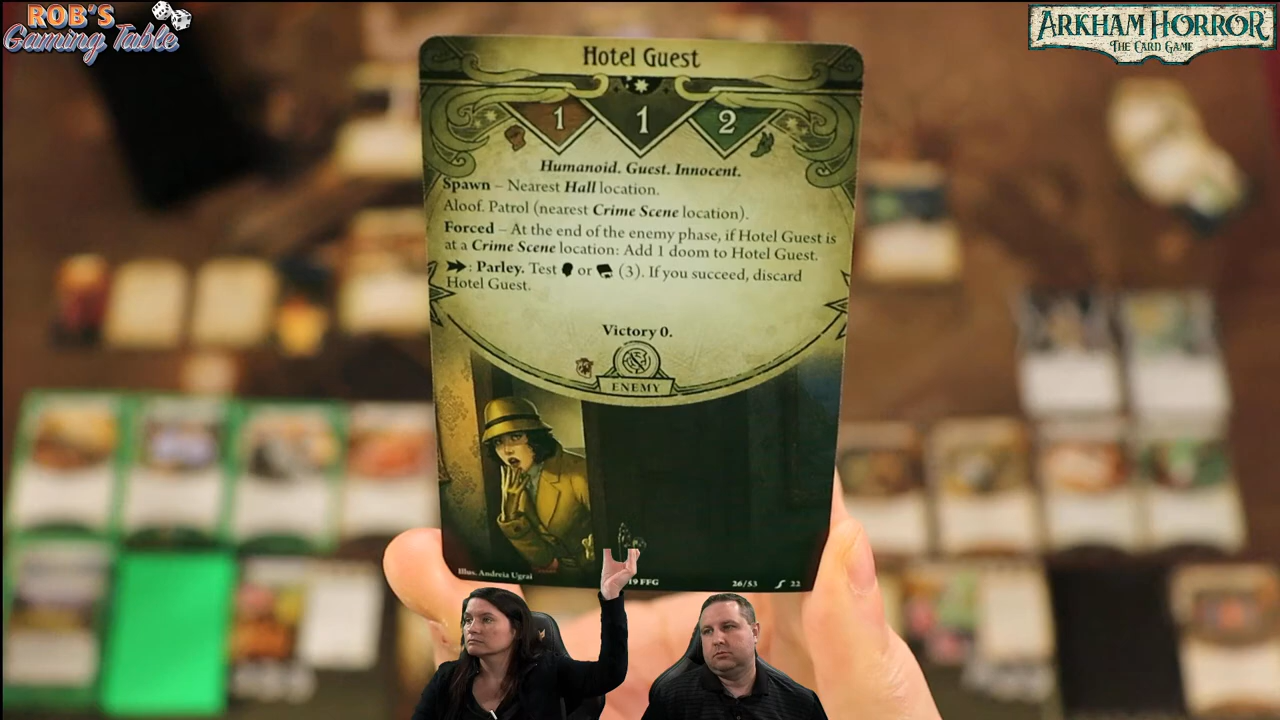 ROB'S
Gaming Table
ARKHAM HORROR
THE CARD GAME
Hotel Guest
1 1 2
Humanoid. Guest. Innocent.
Spawn – Nearest Hall location.
Aloof. Patrol (nearest Crime Scene location).
Forced – At the end of the enemy phase, if Hotel Guest is
at a Crime Scene location: Add 1 doom to Hotel Guest.
: Parley. Test or (3). If you succeed, discard
Hotel Guest.
Victory 0.
ENEMY
Illus. Andreia Ugrai
19 FFG
26/53
22